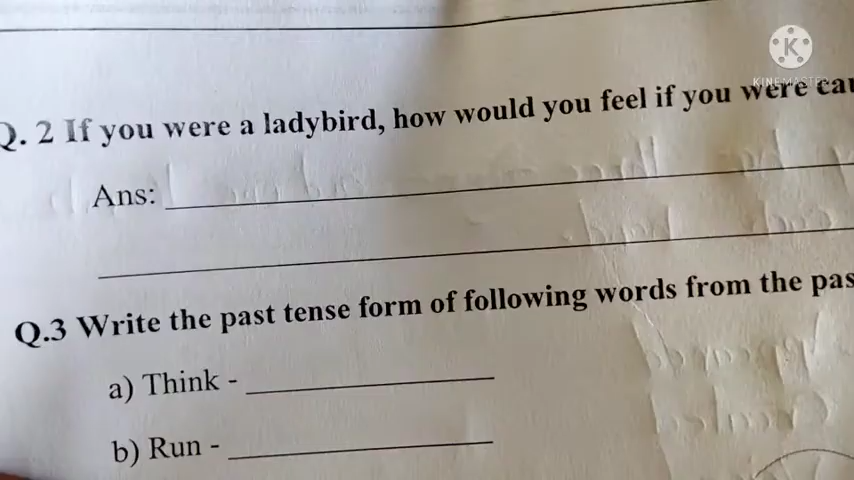 KINEMASTER
Q. 2 If you were a ladybird, how would you feel if you were
Ans:
Q.3 Write the past tense form of following words from the
a) Think -
b) Run -